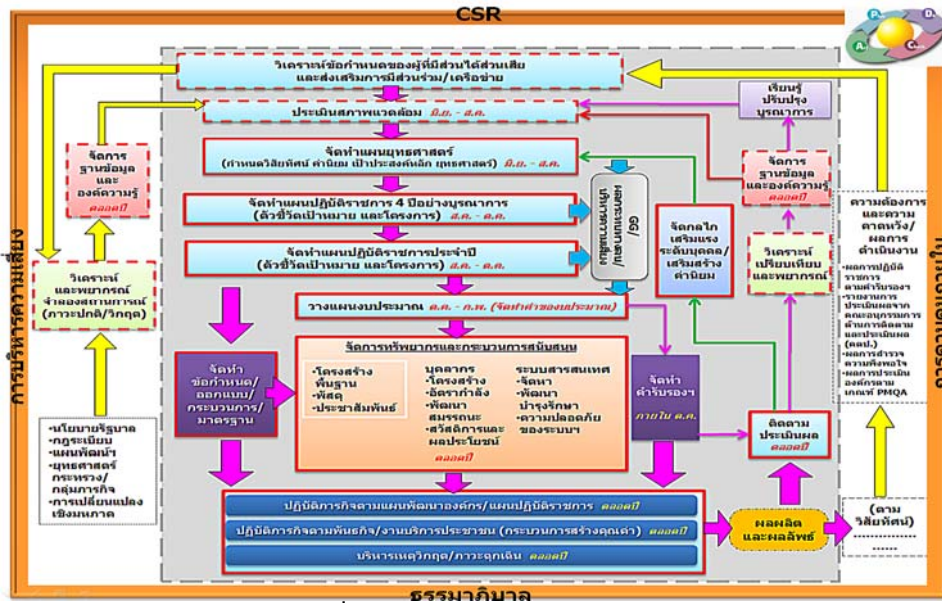 CSR
P
D
A
C
วิเคราะห์ข้อกำหนดของผู้ที่มีส่วนได้ส่วนเสีย
และส่งเสริมการมีส่วนร่วม/เครือข่าย
ประเมินสภาพแวดล้อม มิ.ย. - ส.ค.
จัดทำแผนยุทธศาสตร์
(กำหนดวิสัยทัศน์ ค่านิยม เป้าประสงค์หลัก ยุทธศาสตร์) มิ.ย. - ส.ค.
จัดทำแผนปฏิบัติราชการ 4 ปีอย่างบูรณาการ
(ตัวชี้วัดเป้าหมาย และโครงการ) ส.ค. - ต.ค.
จัดทำแผนปฏิบัติราชการประจำปี
(ตัวชี้วัดเป้าหมาย และโครงการ) ส.ค. - ต.ค.
วางแผนงบประมาณ ต.ค. - ก.พ. (จัดทำคำของบประมาณ)
GG/
ผลกระทบทางลบ/
บริหารความเสี่ยง
จัดกลไก
เสริมแรง
ระดับบุคคล/
เสริมสร้าง
ค่านิยม
เรียนรู้
ปรับปรุง
บูรณาการ
จัดการ
ฐานข้อมูล
และองค์ความรู้
ตลอดปี
วิเคราะห์
เปรียบเทียบ
และพยากรณ์
ความต้องการ
และความ
คาดหวัง/
ผลการ
ดำเนินงาน
•ผลการปฏิบัติ
ราชการ
ตามคำรับรองฯ
•รายงานการ
ประเมินผลจาก
คณะอนุกรรมการ
ด้านการติดตาม
และประเมินผล
(คตป.)
•ผลการสำรวจ
ความพึงพอใจ
•ผลการประเมิน
องค์กรตาม
เกณฑ์ PMQA
การควบคุมภายใน
การบริหารความเสี่ยง
จัดการ
ฐานข้อมูล
และ
องค์ความรู้
ตลอดปี
วิเคราะห์
และพยากรณ์
จำลองสถานการณ์
(ภาวะปกติ/วิกฤต)
•นโยบายรัฐบาล
•กฎระเบียบ
•แผนพัฒน์ฯ
•ยุทธศาสตร์
กระทรวง/
กลุ่มภารกิจ
•การเปลี่ยนแปลง
เชิงมหภาค
จัดทำ
ข้อกำหนด/
ออกแบบ/
กระบวนการ/
มาตรฐาน
จัดการทรัพยากรและกระบวนการสนับสนุน
•โครงสร้าง
พื้นฐาน
•พัสดุ
•ประชาสัมพันธ์
บุคลากร
•โครงสร้าง
•อัตรากำลัง
•พัฒนา
สมรรถนะ
•สวัสดิการและ
ผลประโยชน์
ตลอดปี
ระบบสารสนเทศ
•จัดหา
•พัฒนา
บำรุงรักษา
•ความปลอดภัย
ของระบบฯ
จัดทำ
คำรับรองฯ
ภายใน ต.ค.
ติดตาม
ประเมินผล
ตลอดปี
ปฏิบัติภารกิจตามแผนพัฒนาองค์กร/แผนปฏิบัติราชการ ตลอดปี
ปฏิบัติภารกิจตามพันธกิจ/งานบริการประชาชน (กระบวนการสร้างคุณค่า) ตลอดปี
บริหารเหตุวิกฤต/ภาวะฉุกเฉิน ตลอดปี
ผลผลิต
และผลลัพธ์
(ตาม
วิสัยทัศน์)
...............
......
ธรรมาภิบาล